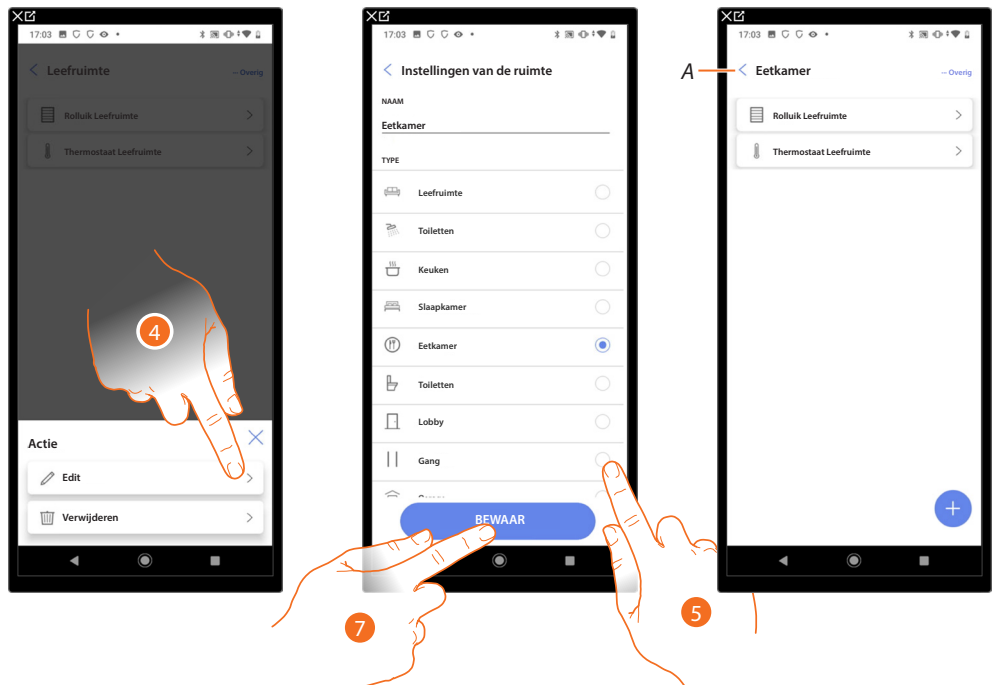 17:03
Leefruimte
··· Overig
Rolluik Leefruimte
Thermostaat Leefruimte
4
Actie
Edit
Verwijderen
17:03
Instellingen van de ruimte
NAAM
Eetkamer
TYPE
Leefruimte
Toiletten
Keuken
Slaapkamer
Eetkamer
Toiletten
Lobby
Gang
BEWAAR
7
5
17:03
A
Eetkamer
··· Overig
Rolluik Leefruimte
Thermostaat Leefruimte
+